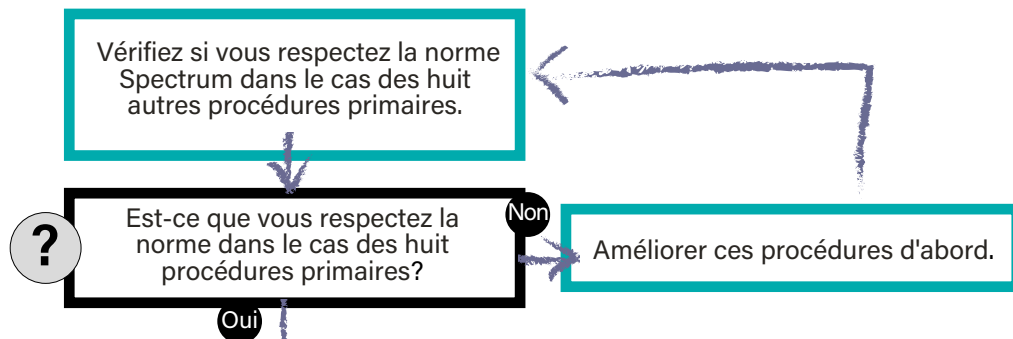 Vérifiez si vous respectez la norme
Spectrum dans le cas des huit
autres procédures primaires.
Est-ce que vous respectez la
norme dans le cas des huit
procédures primaires?
?
Non
Améliorer ces procédures d'abord.
Oui